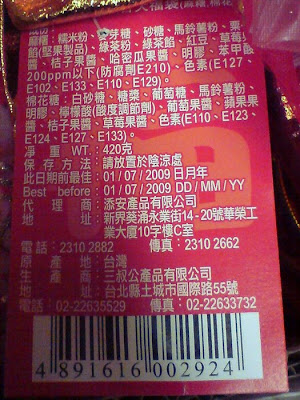 麻糬：糯米粉、麥芽糖、砂糖、馬鈴薯粉、栗
餡(堅果製品)、綠茶粉、綠茶餡、紅豆、草莓
醬、桔子果醬、哈密瓜果醬、明膠、苯甲酸
200ppm以下(防腐劑E210)、色素(E127、
E102、E133、E110、E129)。
棉花糖：白砂糖、糖漿、葡萄糖、馬鈴薯粉、
明膠、檸檬酸(酸度調節劑)、葡萄果醬、蘋果果
醬、桔子果醬、草莓果醬、色素(E110、E123、
E124、E127、E133)。
淨　重 WT.：420克
保 存 方 法：請放置於陰涼處
此日期前最佳：01 / 07 / 2009 日月年
Best before：01 / 07 / 2009 DD / MM / YY
代 理 商：添安產品有限公司
地　　址：新界葵涌永業街14 - 20號華榮工
業大廈10字樓C室
電話：2310 2882　傳真：2310 2662
原 產 地：台灣
生 產 商：三叔公產品有限公司
地　　址：台北縣土城市國際路55號
電話：02-22635529　傳真：02-22633732
4 891616 002924